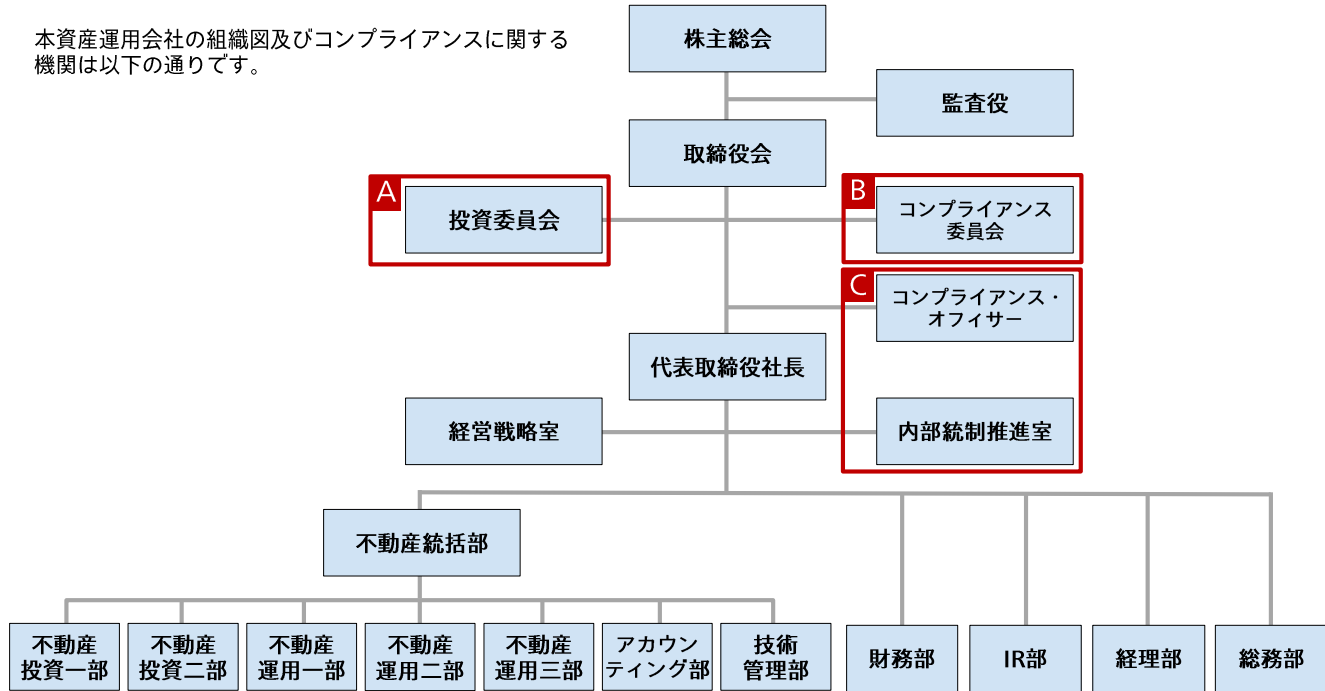 本資産運用会社の組織図及びコンプライアンスに関する
機関は以下の通りです。
株主総会
監査役
取締役会
A
投資委員会
B
コンプライアンス
委員会
C
コンプライアンス・
オフィサー
代表取締役社長
経営戦略室
内部統制推進室
不動産統括部
不動産
投資一部
不動産
投資二部
不動産
運用一部
不動産
運用二部
不動産
運用三部
アカウン
ティング部
技術
管理部
財務部
IR部
経理部
総務部